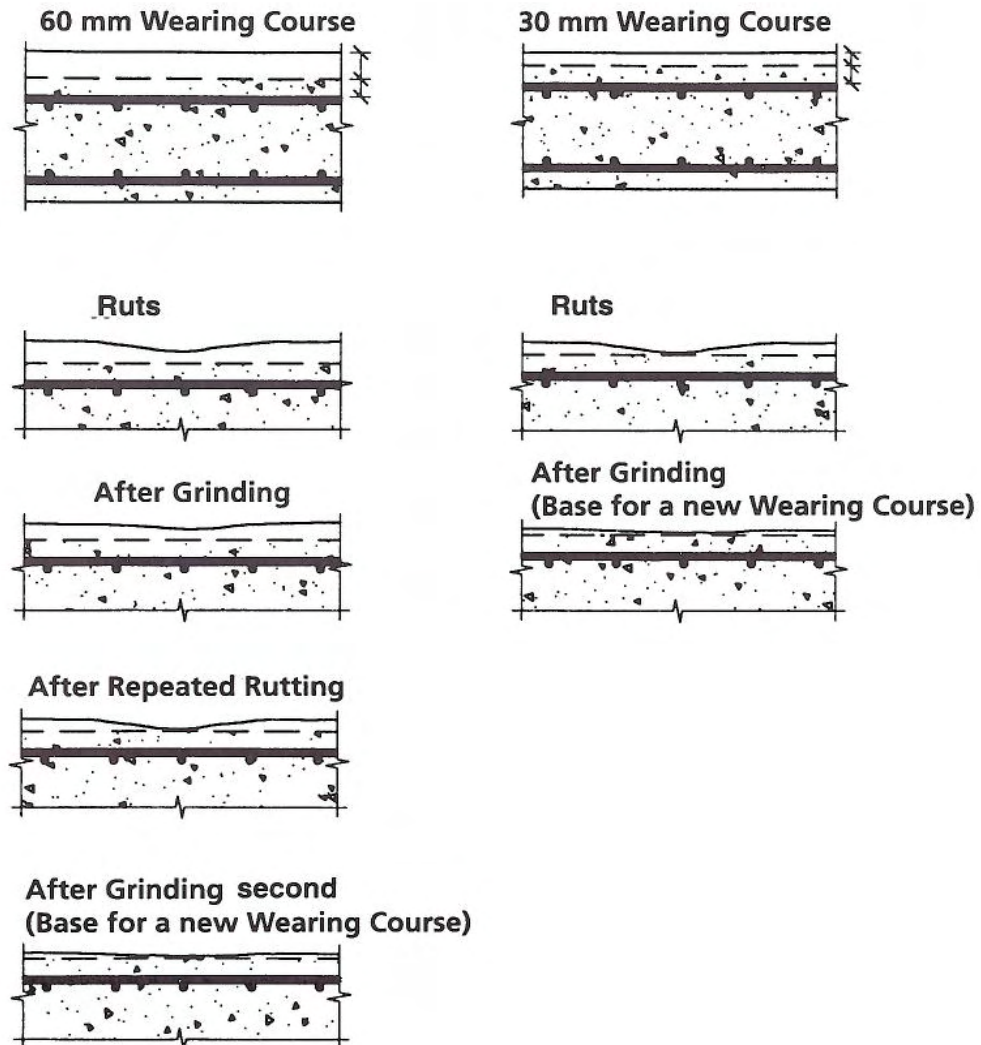 60 mm Wearing Course
30 mm Wearing Course
Ruts
Ruts
After Grinding
After Grinding
(Base for a new Wearing Course)
After Repeated Rutting
After Grinding second
(Base for a new Wearing Course)